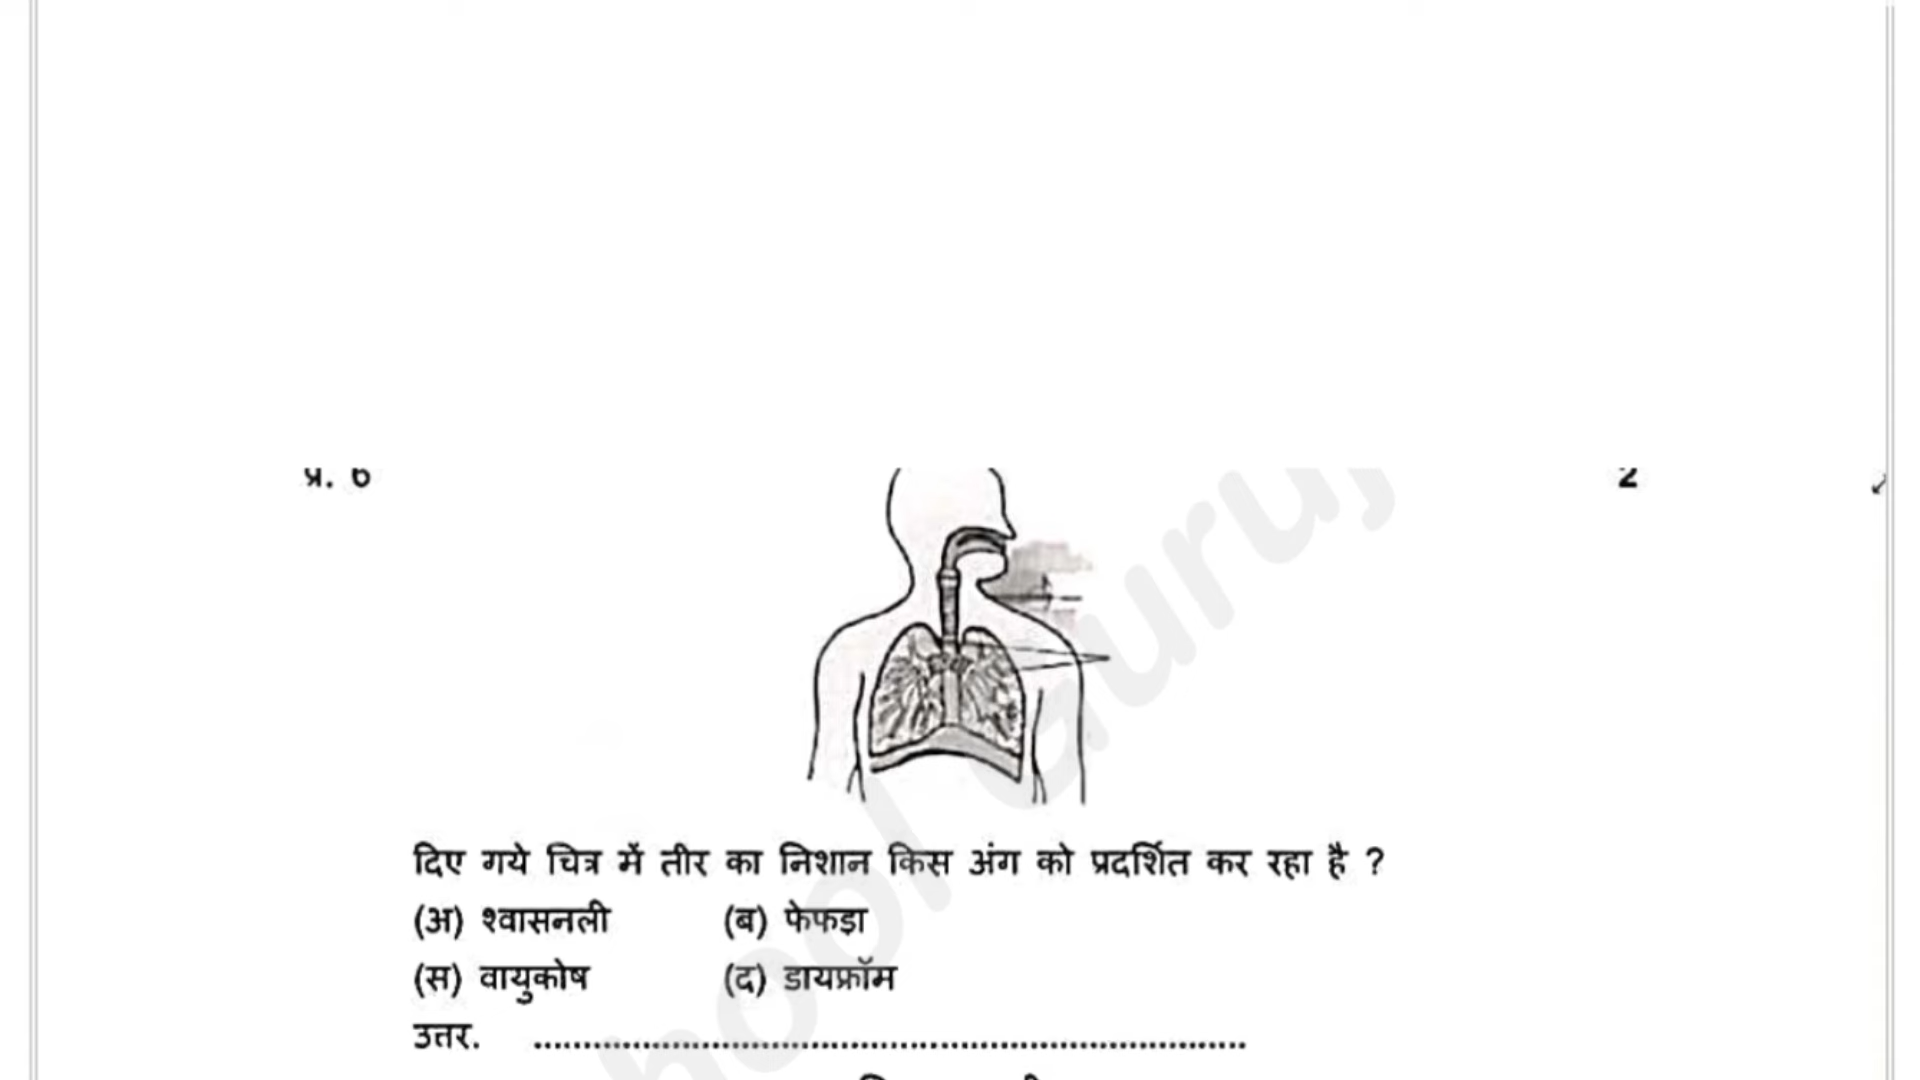 प्र. 6 2
दिए गये चित्र में तीर का निशान किस अंग को प्रदर्शित कर रहा है ?
(अ) श्वासनली (ब) फेफड़ा
(स) वायुकोष (द) डायफ्रॉम
उत्तर. ......................................................................